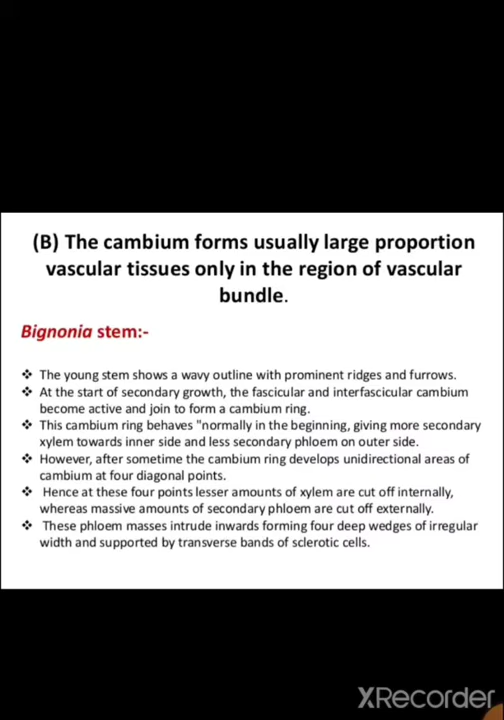 (B) The cambium forms usually large proportion
vascular tissues only in the region of vascular
bundle.
Bignonia stem:-
❖ The young stem shows a wavy outline with prominent ridges and furrows.
❖ At the start of secondary growth, the fascicular and interfascicular cambium
become active and join to form a cambium ring.
❖ This cambium ring behaves "normally in the beginning, giving more secondary
xylem towards inner side and less secondary phloem on outer side.
❖ However, after sometime the cambium ring develops unidirectional areas of
cambium at four diagonal points.
❖ Hence at these four points lesser amounts of xylem are cut off internally,
whereas massive amounts of secondary phloem are cut off externally.
❖ These phloem masses intrude inwards forming four deep wedges of irregular
width and supported by transverse bands of sclerotic cells.
XRecorder